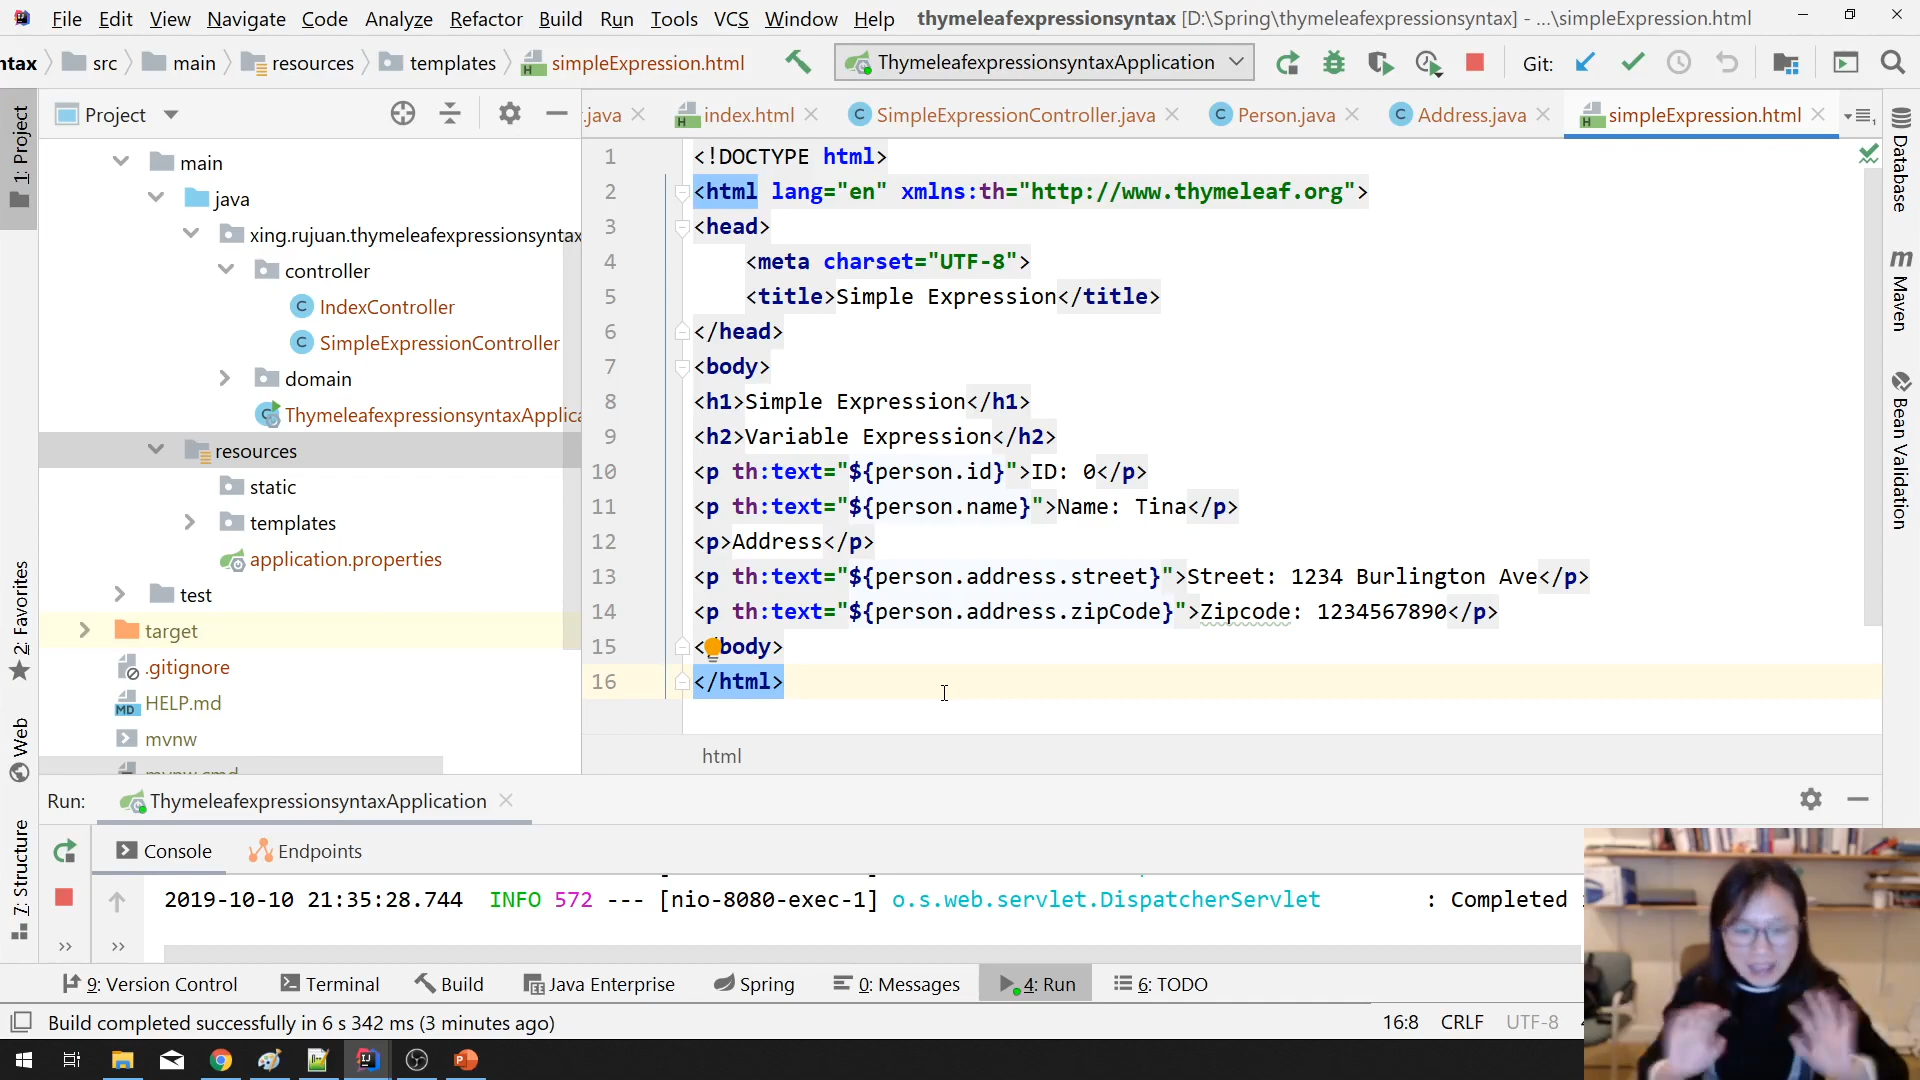 File Edit View Navigate Code Analyze Refactor Build Run Tools VCS Window Help thymeleafexpressionsyntax [D:\Spring\thymeleafexpressionsyntax] - ...\simpleExpression.html
ntax src main resources templates simpleExpression.html ThymeleafexpressionsyntaxApplication Git:
Project
.java index.html SimpleExpressionController.java Person.java Address.java simpleExpression.html
main
java
xing.rujuan.thymeleafexpressionsyntax
controller
IndexController
SimpleExpressionController
domain
ThymeleafexpressionsyntaxApplica
resources
static
templates
application.properties
test
target
.gitignore
HELP.md
mvnw
mvnw.cmd
1 <!DOCTYPE html>
2 <html lang="en" xmlns:th="http://www.thymeleaf.org">
3 <head>
4 <meta charset="UTF-8">
5 <title>Simple Expression</title>
6 </head>
7 <body>
8 <h1>Simple Expression</h1>
9 <h2>Variable Expression</h2>
10 <p th:text="${person.id}">ID: 0</p>
11 <p th:text="${person.name}">Name: Tina</p>
12 <p>Address</p>
13 <p th:text="${person.address.street}">Street: 1234 Burlington Ave</p>
14 <p th:text="${person.address.zipCode}">Zipcode: 1234567890</p>
15 </body>
16 </html>
html
1: Project
2: Favorites
Web
7: Structure
Database
Maven
Bean Validation
Run: ThymeleafexpressionsyntaxApplication
Console Endpoints
2019-10-10 21:35:28.744 INFO 572 --- [nio-8080-exec-1] o.s.web.servlet.DispatcherServlet : Completed
9: Version Control Terminal Build Java Enterprise Spring 0: Messages 4: Run 6: TODO
Build completed successfully in 6 s 342 ms (3 minutes ago) 16:8 CRLF UTF-8